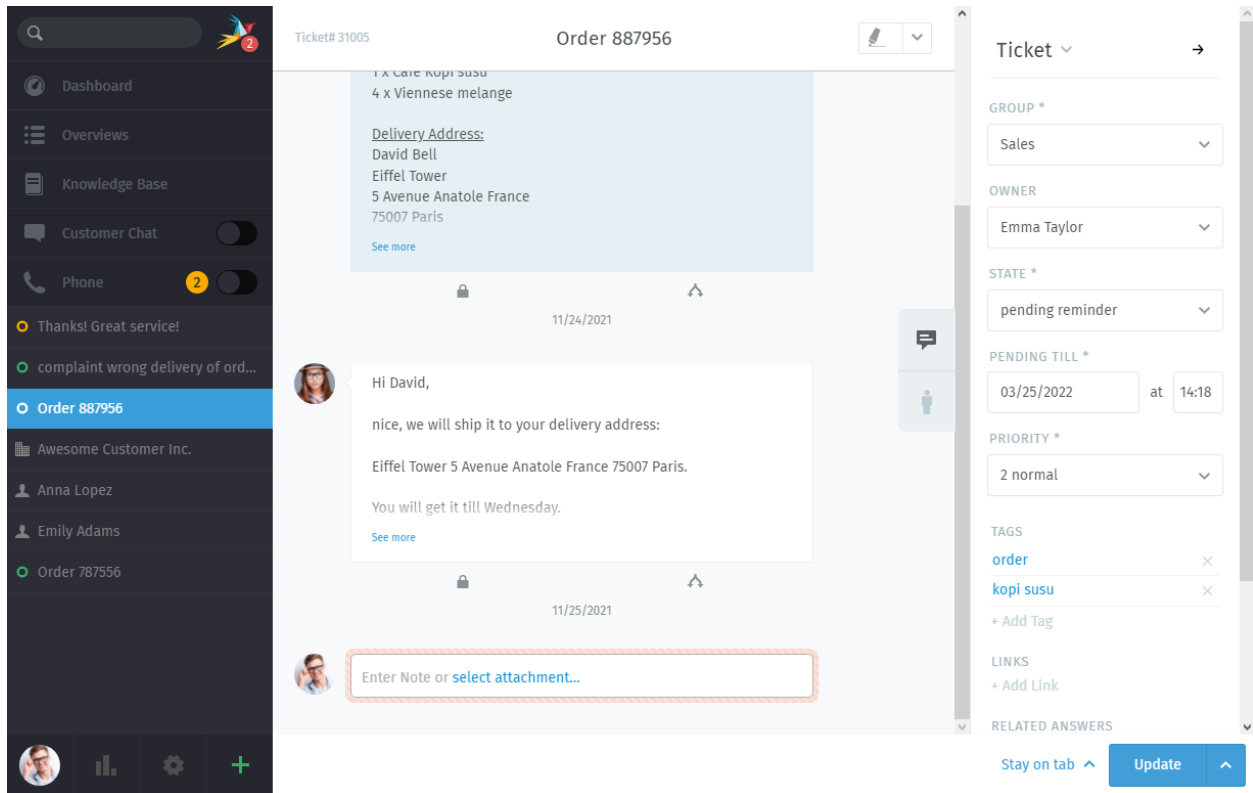 2
Dashboard
Overviews
Knowledge Base
Customer Chat
Phone 2
Thanks! Great service!
complaint wrong delivery of ord...
Order 887956
Awesome Customer Inc.
Anna Lopez
Emily Adams
Order 787556
Ticket# 31005
Order 887956
1 x Cafe Kopi susu
4 x Viennese melange
Delivery Address:
David Bell
Eiffel Tower
5 Avenue Anatole France
75007 Paris
See more
11/24/2021
Hi David,
nice, we will ship it to your delivery address:
Eiffel Tower 5 Avenue Anatole France 75007 Paris.
You will get it till Wednesday.
See more
11/25/2021
Enter Note or select attachment...
Ticket
GROUP *
Sales
OWNER
Emma Taylor
STATE *
pending reminder
PENDING TILL *
03/25/2022 at 14:18
PRIORITY *
2 normal
TAGS
order
kopi susu
+ Add Tag
LINKS
+ Add Link
RELATED ANSWERS
Stay on tab
Update